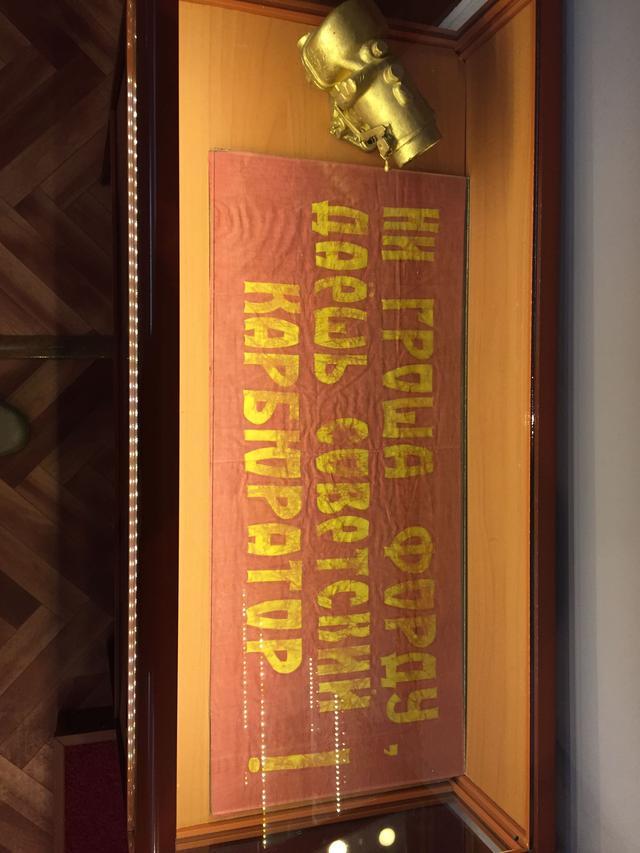 НИ ГРОША ФОРДУ,
ДАЕШЬ СОВЕТСКИЙ
КАРБЮРАТОР !